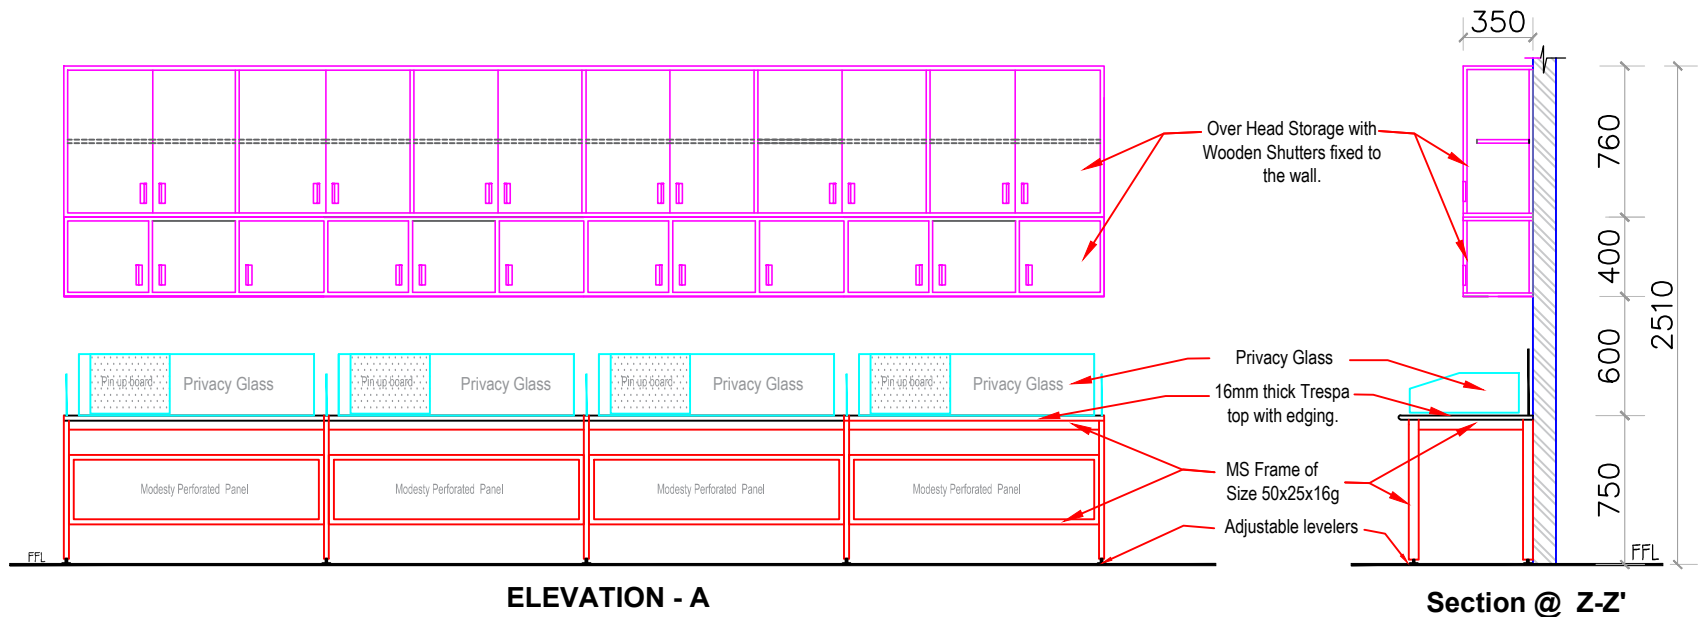 350
Over Head Storage with
Wooden Shutters fixed to
the wall.
760
400
2510
600
750
Pin up board Privacy Glass Pin up board Privacy Glass Pin up board Privacy Glass Pin up board Privacy Glass
Privacy Glass
16mm thick Trespa
top with edging.
Modesty Perforated Panel Modesty Perforated Panel Modesty Perforated Panel Modesty Perforated Panel
MS Frame of
Size 50x25x16g
Adjustable levelers
FFL
FFL
ELEVATION - A
Section @ Z-Z'